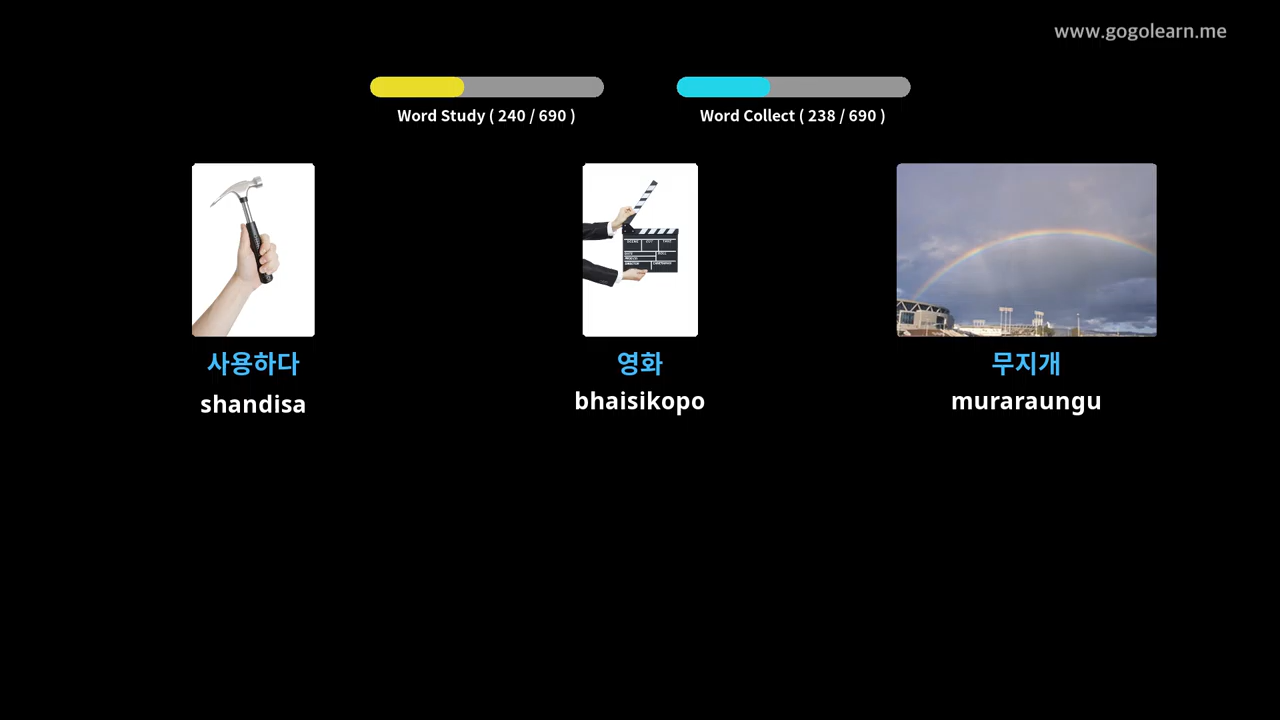 www.gogolearn.me
Word Study ( 240 / 690 )
Word Collect ( 238 / 690 )
사용하다
영화
무지개
shandisa
bhaisikopo
muraraungu